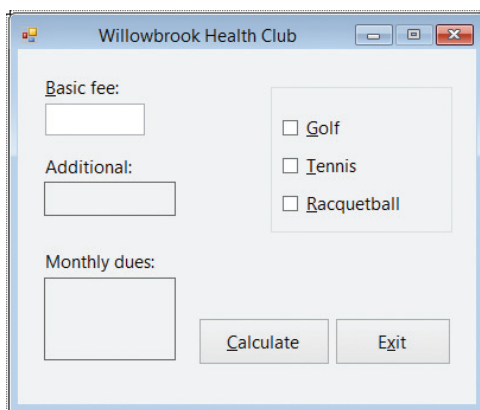 Willowbrook Health Club
Basic fee:
Golf
Additional:
Tennis
Racquetball
Monthly dues:
Calculate
Exit